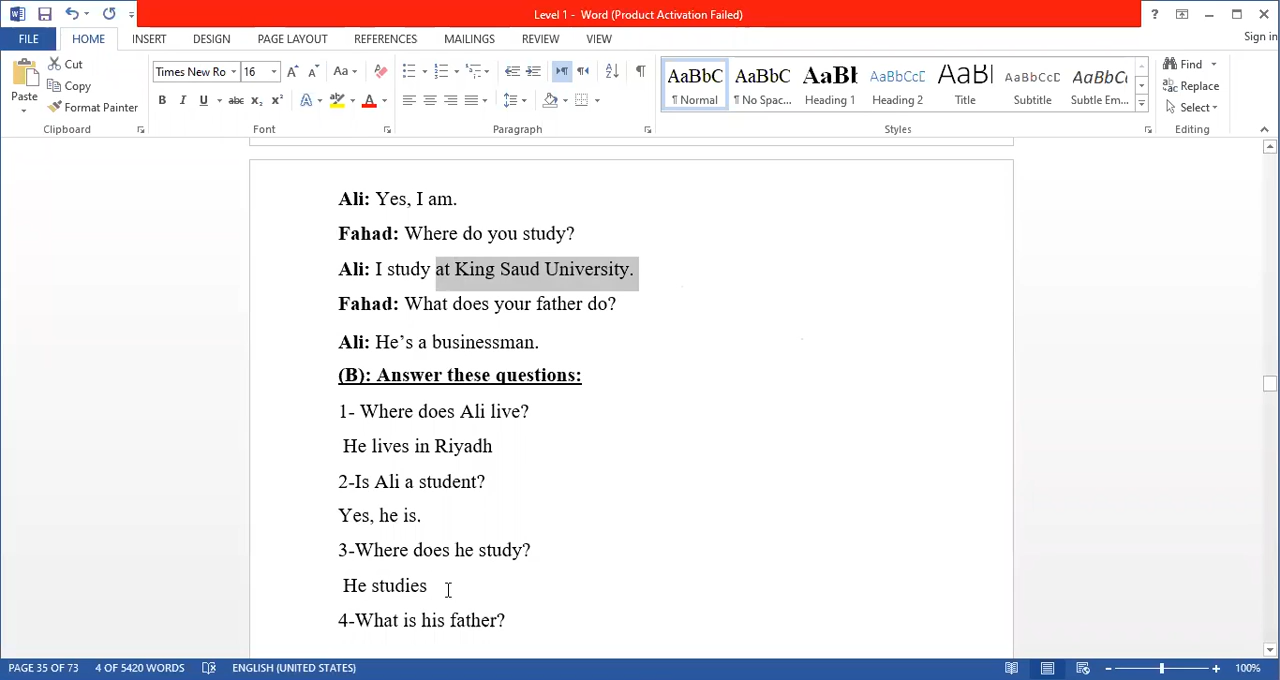 Level 1 - Word (Product Activation Failed)
FILE HOME INSERT DESIGN PAGE LAYOUT REFERENCES MAILINGS REVIEW VIEW Sign in
Paste
Cut
Copy
Format Painter
Clipboard
Times New Ro 16
Font
Paragraph
AaBbC AaBbC AaBb AaBbCcD AaBb AaBbCcD AaBbCc
¶ Normal ¶ No Spac... Heading 1 Heading 2 Title Subtitle Subtle Em...
Styles
Find
Replace
Select
Editing
Ali: Yes, I am.
Fahad: Where do you study?
Ali: I study at King Saud University.
Fahad: What does your father do?
Ali: He’s a businessman.
(B): Answer these questions:
1- Where does Ali live?
He lives in Riyadh
2-Is Ali a student?
Yes, he is.
3-Where does he study?
He studies
4-What is his father?
PAGE 35 OF 73 4 OF 5420 WORDS ENGLISH (UNITED STATES) 100%